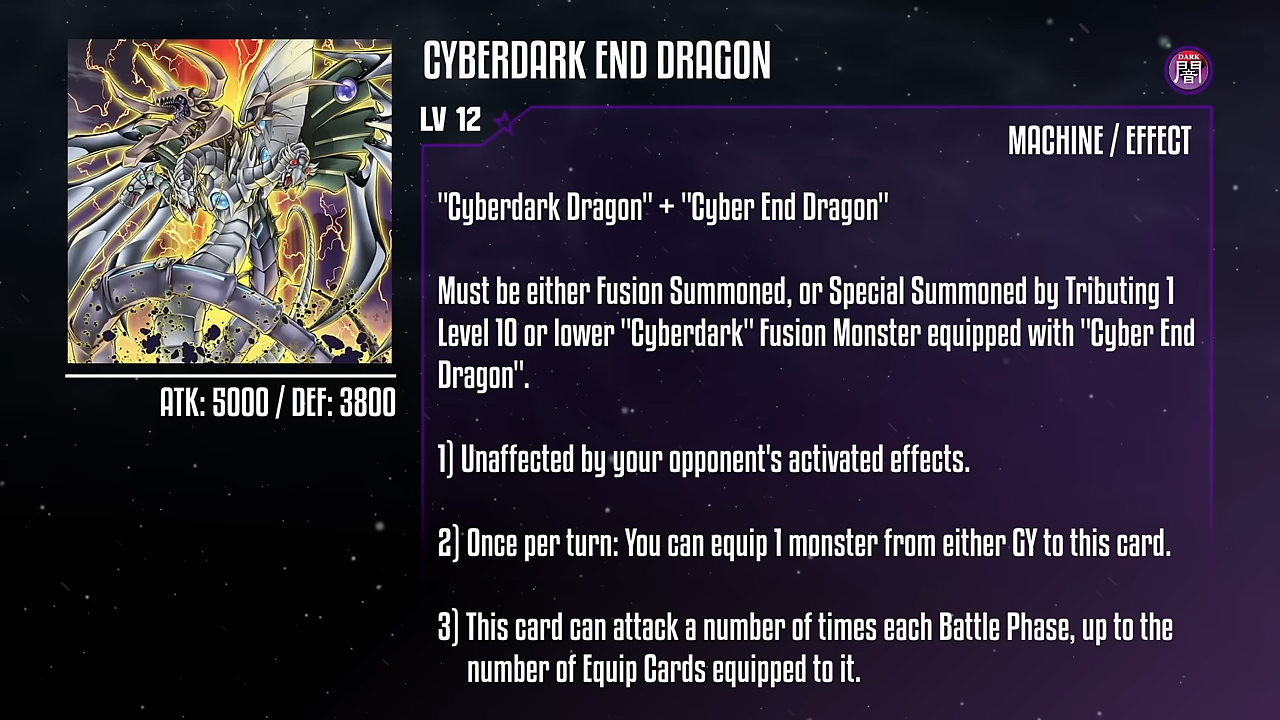 CYBERDARK END DRAGON
DARK
闇
LV 12
MACHINE / EFFECT
"Cyberdark Dragon" + "Cyber End Dragon"
Must be either Fusion Summoned, or Special Summoned by Tributing 1
Level 10 or lower "Cyberdark" Fusion Monster equipped with "Cyber End
Dragon".
1) Unaffected by your opponent's activated effects.
2) Once per turn: You can equip 1 monster from either GY to this card.
3) This card can attack a number of times each Battle Phase, up to the
number of Equip Cards equipped to it.
ATK: 5000 / DEF: 3800